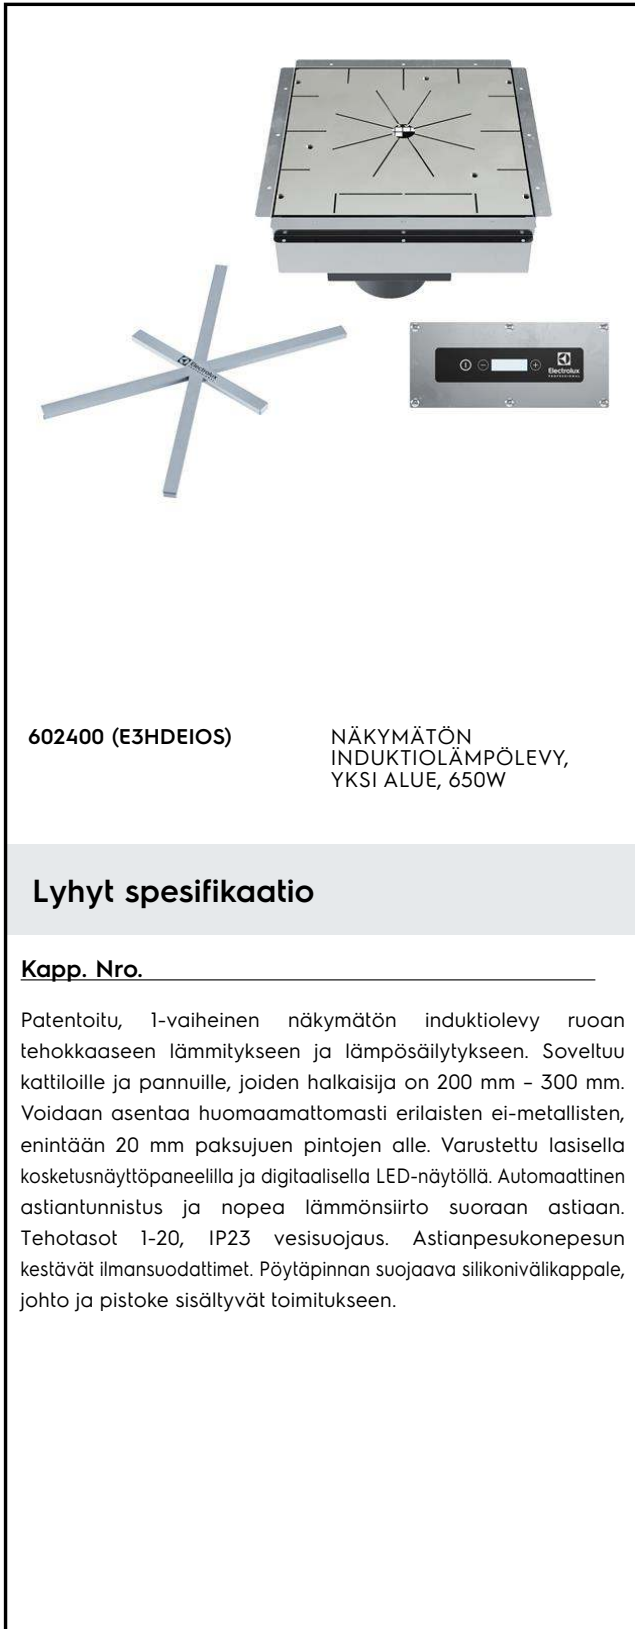 Electrolux
Electrolux
PROFESSIONAL
602400 (E3HDEIOS)
NÄKYMÄTÖN
INDUKTIOLÄMPÖLEVY,
YKSI ALUE, 650W
Lyhyt spesifikaatio
Kapp. Nro.
Patentoitu, 1-vaiheinen näkymätön induktiolevy ruoan
tehokkaaseen lämmitykseen ja lämpösäilytykseen. Soveltuu
kattiloille ja pannuille, joiden halkaisija on 200 mm – 300 mm.
Voidaan asentaa huomaamattomasti erilaisten ei-metallisten,
enintään 20 mm paksujuen pintojen alle. Varustettu lasisella
kosketusnäyttöpaneelilla ja digitaalisella LED-näytöllä. Automaattinen
astiantunnistus ja nopea lämmönsiirto suoraan astiaan.
Tehotasot 1-20, IP23 vesisuojaus. Astianpesukonepesun
kestävät ilmansuodattimet. Pöytäpinnan suojaava silikonivälikappale,
johto ja pistoke sisältyvät toimitukseen.